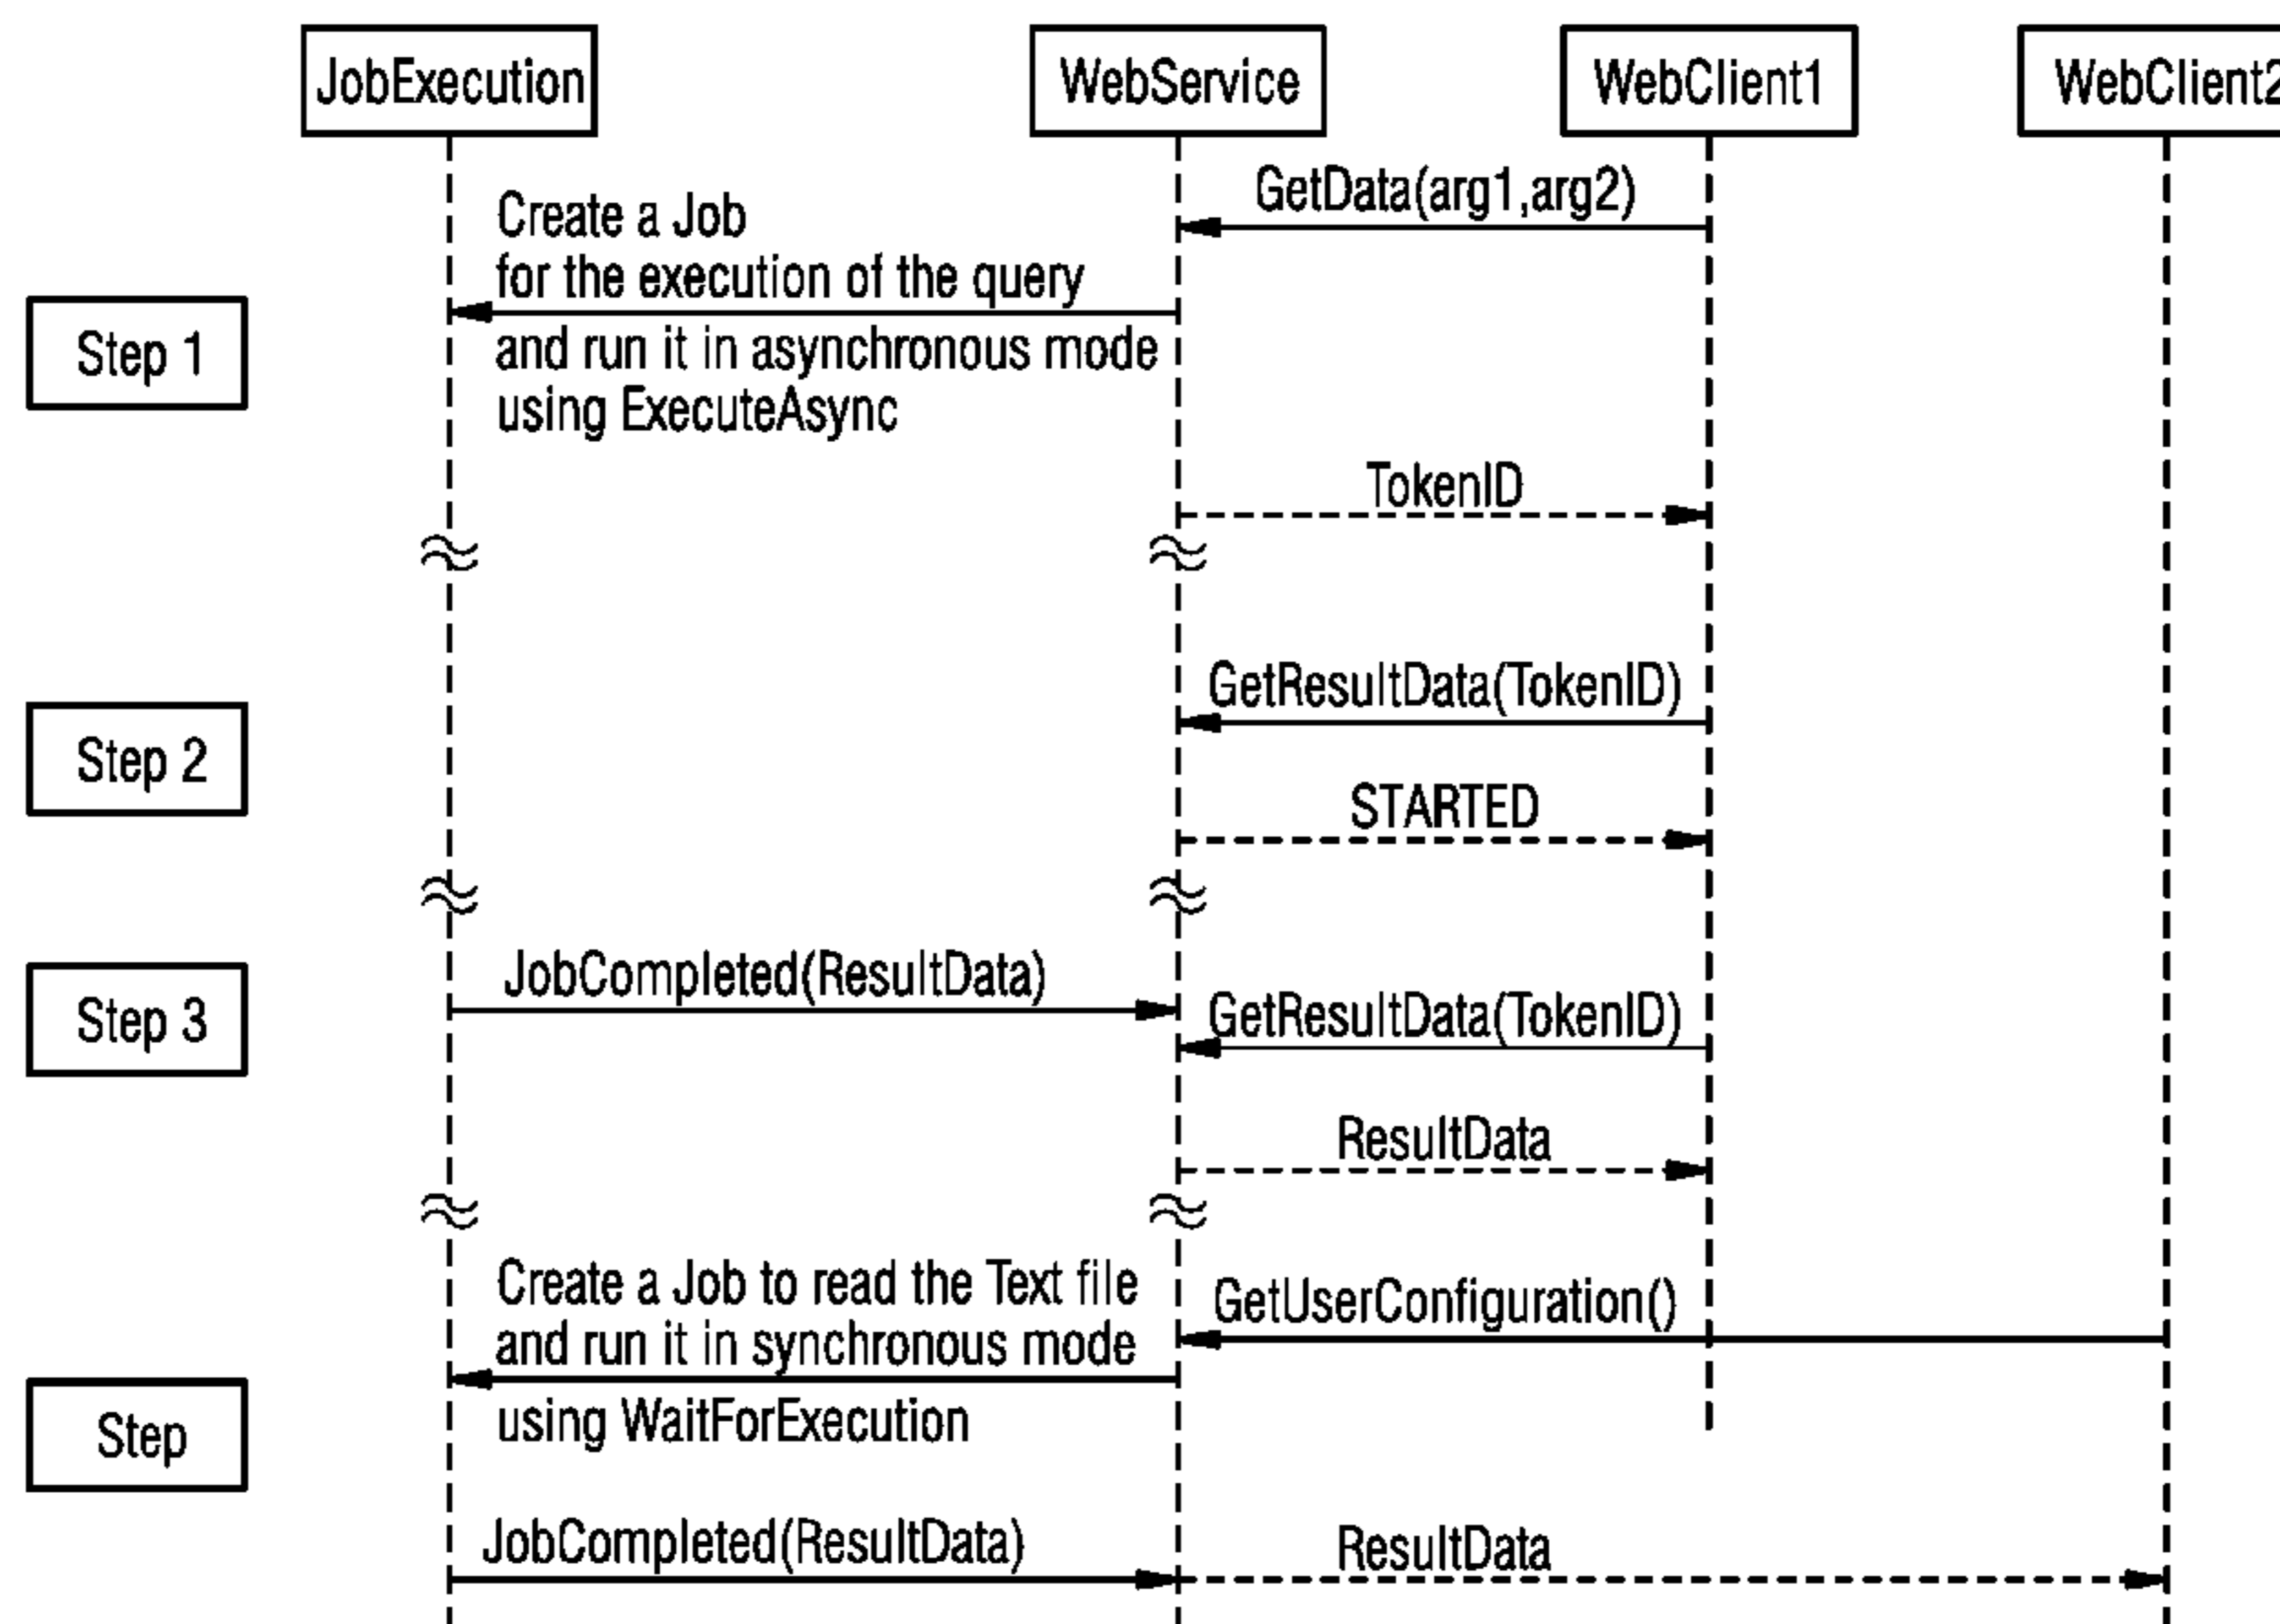 JobExecution
WebService
WebClient1
WebClient2
GetData(arg1,arg2)
Create a Job
for the execution of the query
and run it in asynchronous mode
using ExecuteAsync
Step 1
TokenID
GetResultData(TokenID)
Step 2
STARTED
JobCompleted(ResultData)
GetResultData(TokenID)
Step 3
ResultData
Create a Job to read the Text file
and run it in synchronous mode
using WaitForExecution
GetUserConfiguration()
Step
JobCompleted(ResultData)
ResultData